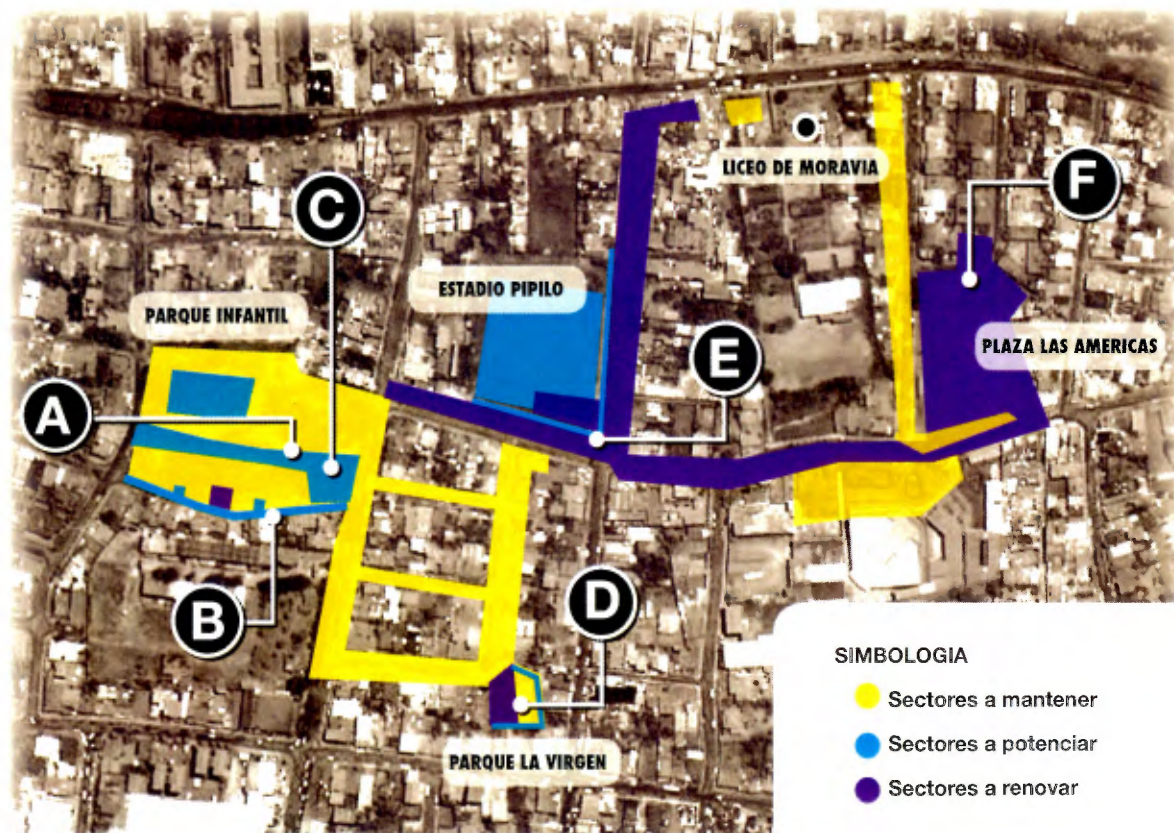 LICEO DE MORAVIA
F
C
ESTADIO PIPILO
PARQUE INFANTIL
PLAZA LAS AMERICAS
E
A
D
B
PARQUE LA VIRGEN
SIMBOLOGIA
Sectores a mantener
Sectores a potenciar
Sectores a renovar